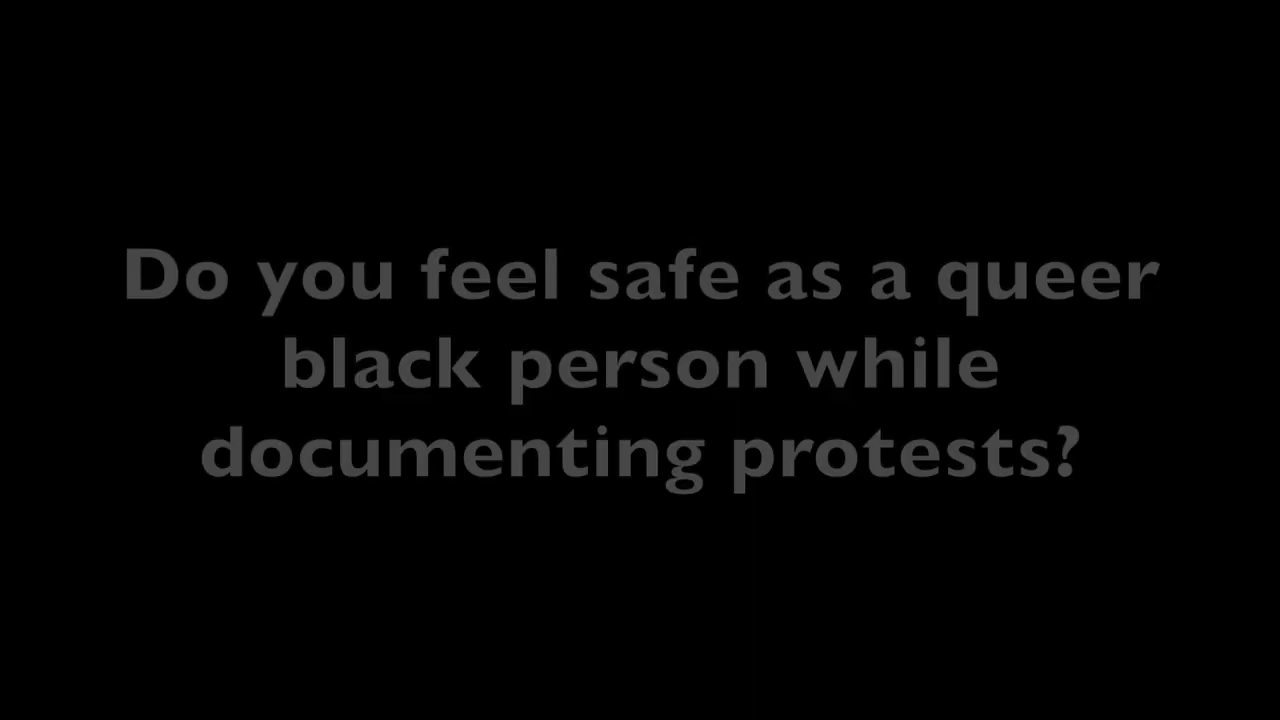 Do you feel safe as a queer
black person while
documenting protests?